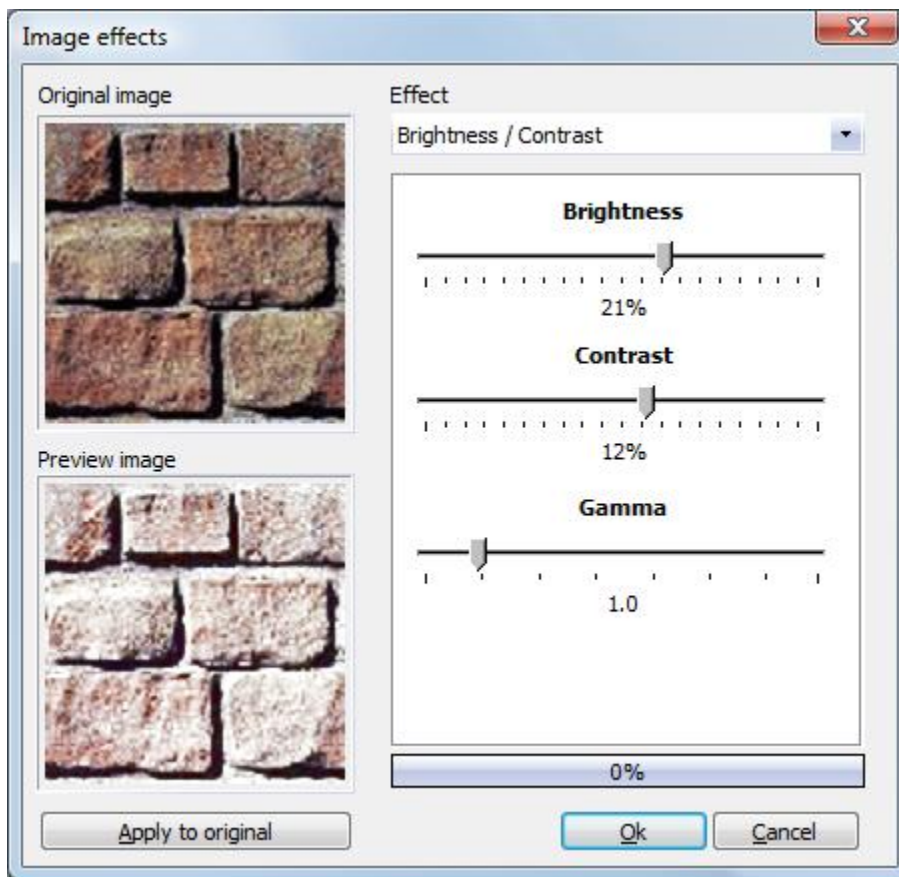 Image effects
Original image
Effect
Brightness / Contrast
Brightness
21%
Contrast
12%
Preview image
Gamma
1.0
0%
Apply to original
Ok
Cancel